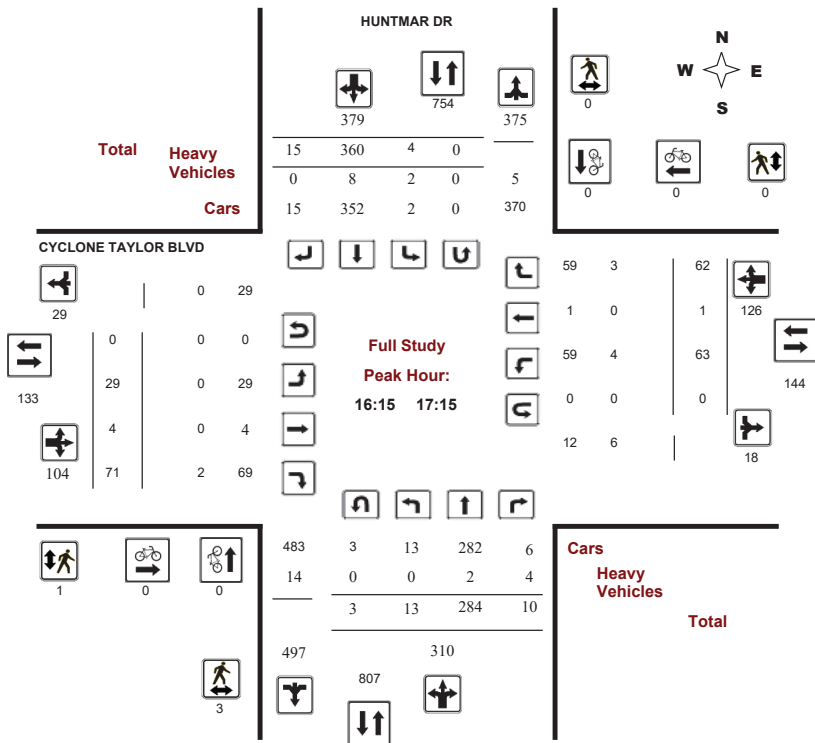 HUNTMAR DR
N
W E
S
754
0
379 375
Total Heavy Vehicles
15 360 4 0
0 8 2 0 5
Cars 15 352 2 0 370
0 0 0
CYCLONE TAYLOR BLVD
29
0 29
59 3 62
126
133
0 0 0
1 0 1
Full Study
Peak Hour:
16:15 17:15
29 0 29
59 4 63
144
4 0 4
0 0 0
104
71 2 69
12 6
18
1 0 0
483 3 13 282 6
Cars
14 0 0 2 4
Heavy
Vehicles
3 13 284 10
Total
497 310
807
3